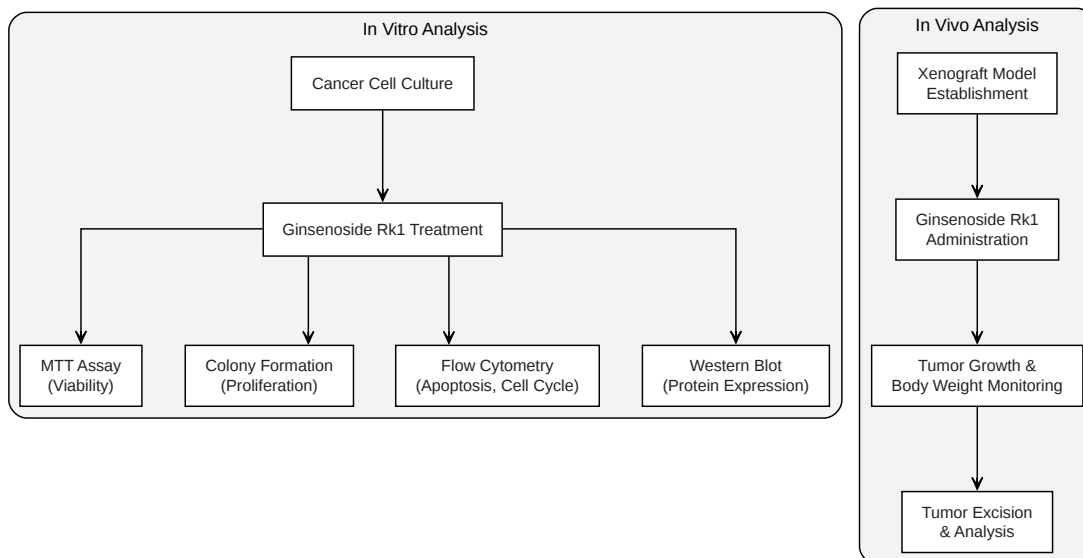 In Vitro Analysis
Cancer Cell Culture
Ginsenoside Rk1 Treatment
MTT Assay
(Viability)
Colony Formation
(Proliferation)
Flow Cytometry
(Apoptosis, Cell Cycle)
Western Blot
(Protein Expression)
In Vivo Analysis
Xenograft Model
Establishment
Ginsenoside Rk1
Administration
Tumor Growth &
Body Weight Monitoring
Tumor Excision
& Analysis